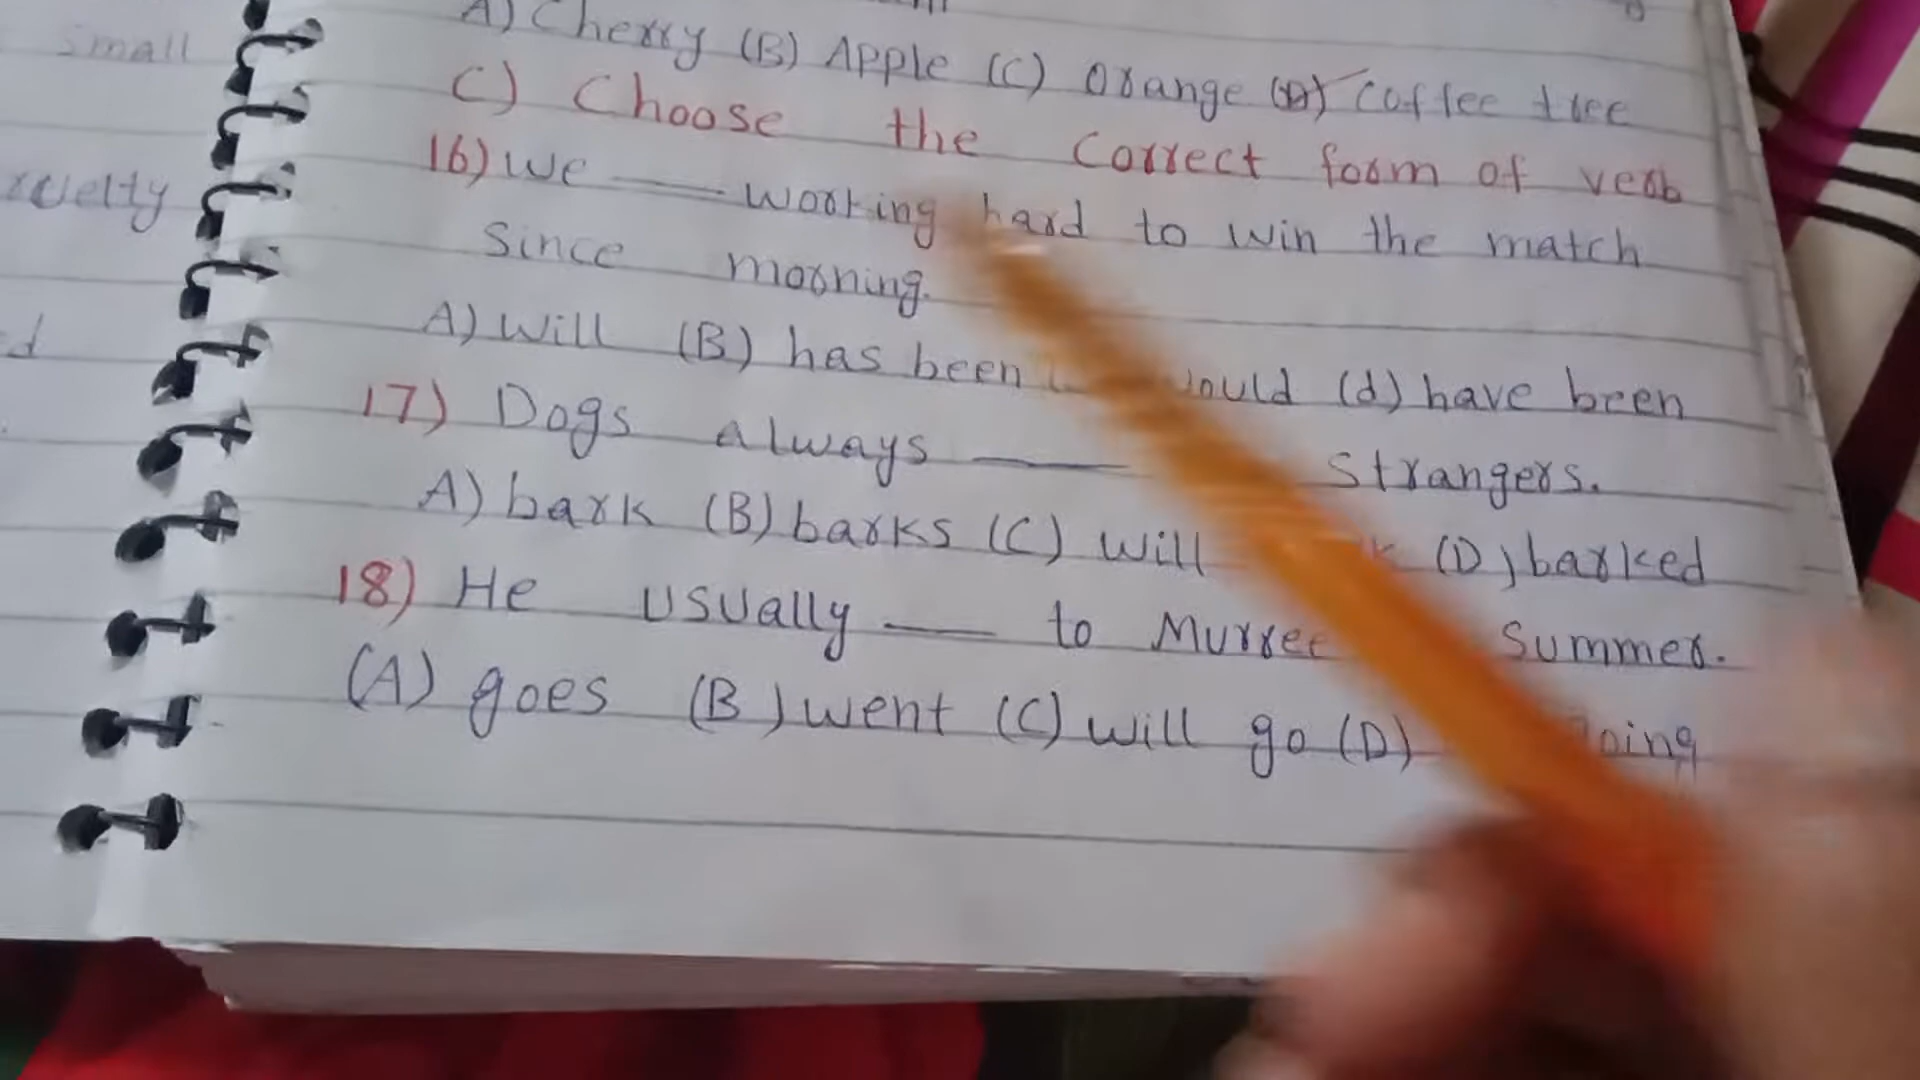 small
A) Cherry (B) Apple (C) Orange (D) Coffee tree
C) Choose the correct form of verb
16) We ___ working hard to win the match
since morning.
A) Will (B) has been would (d) have been
17) Dogs always ___ strangers.
A) bark (B) barks (C) will (D) barked
18) He usually ___ to Murree summer.
(A) goes (B) went (C) will go (D) going